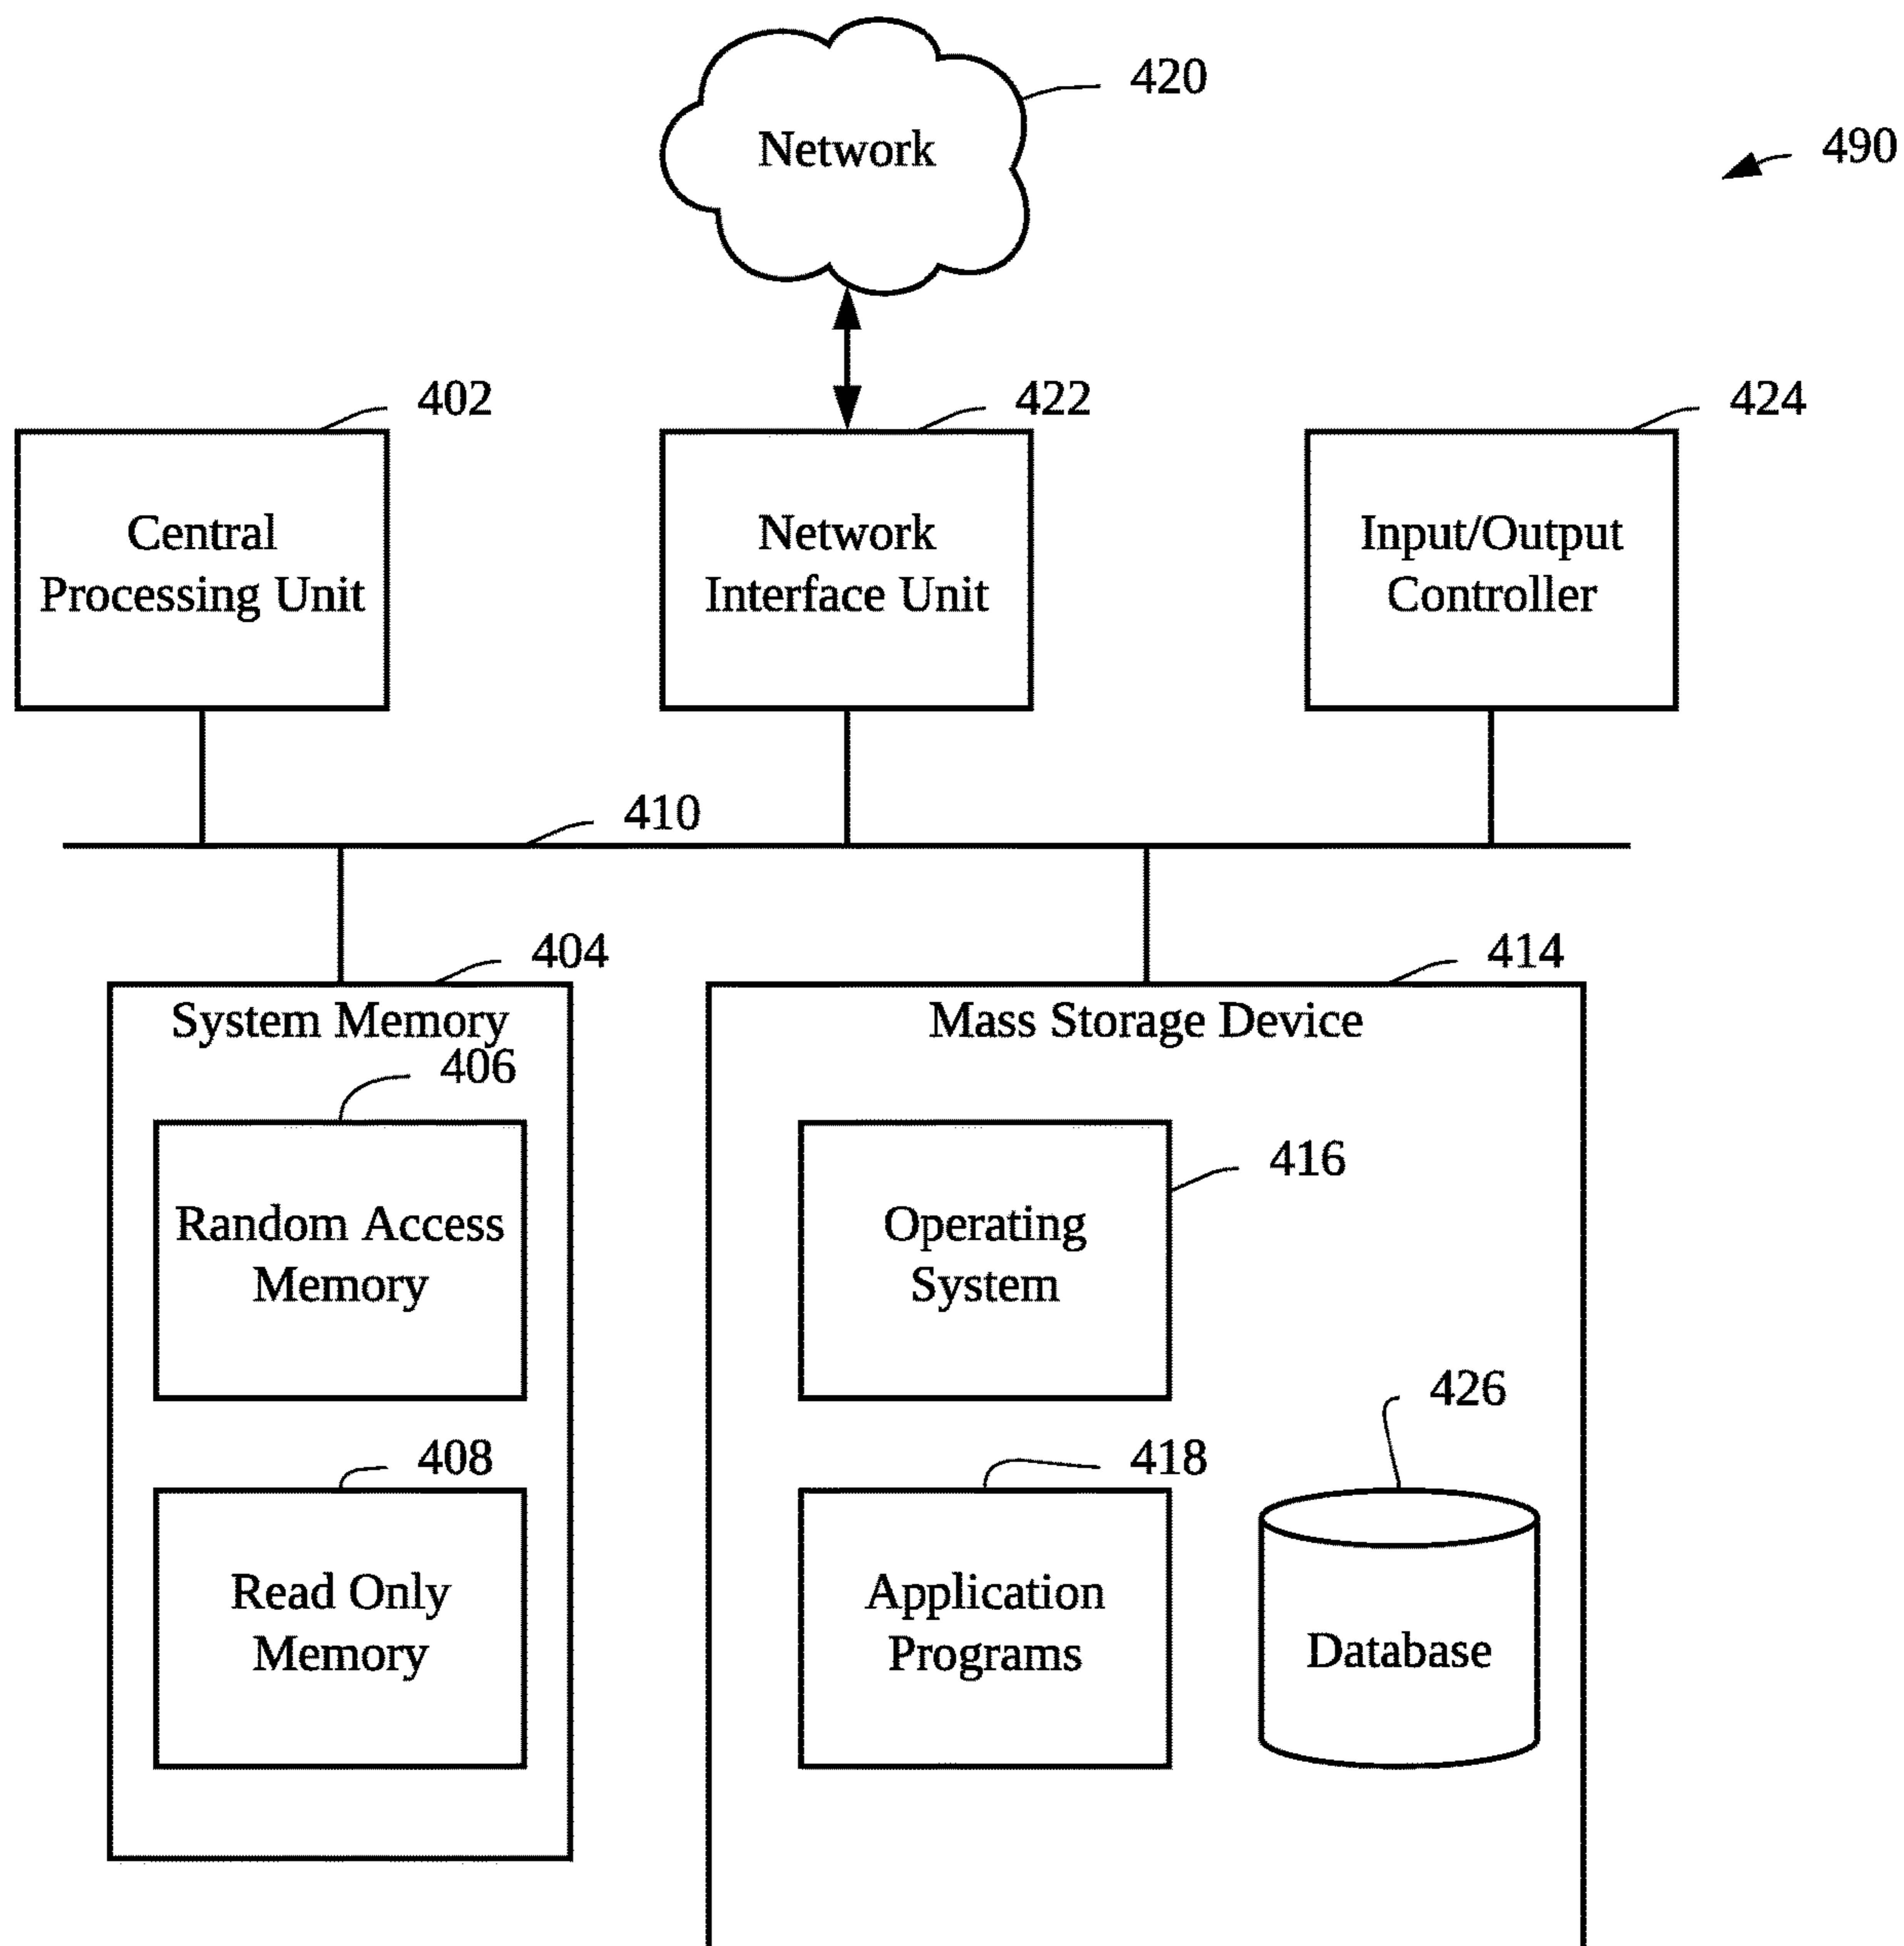 420
Network
490
402
422
424
Central
Processing Unit
Network
Interface Unit
Input/Output
Controller
410
404
414
System Memory
Mass Storage Device
406
Random Access
Memory
416
Operating
System
426
408
418
Read Only
Memory
Application
Programs
Database